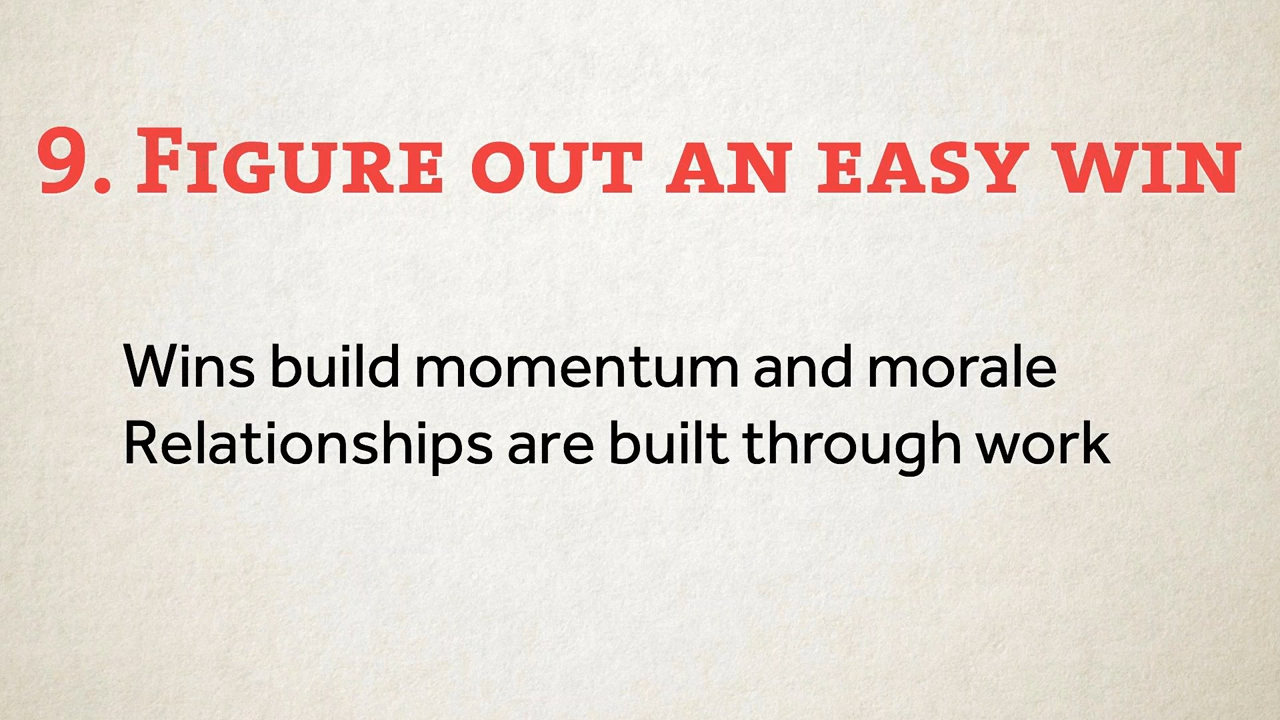 9. Figure out an easy win
Wins build momentum and morale
Relationships are built through work